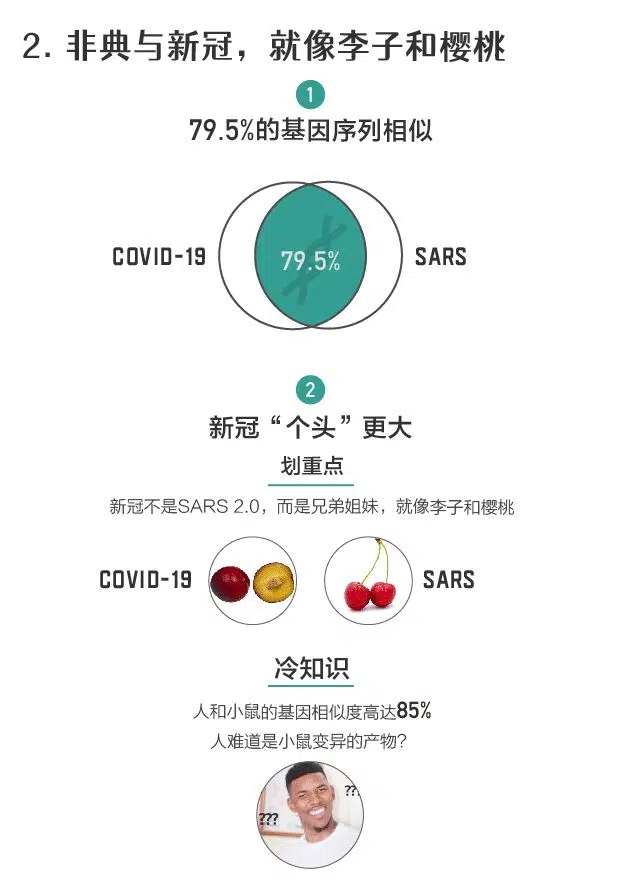 2. 非典与新冠，就像李子和樱桃
1
79.5%的基因序列相似
COVID-19
79.5%
SARS
2
新冠“个头”更大
划重点
新冠不是SARS 2.0，而是兄弟姐妹，就像李子和樱桃
COVID-19
SARS
冷知识
人和小鼠的基因相似度高达85%
人难道是小鼠变异的产物？
??
???